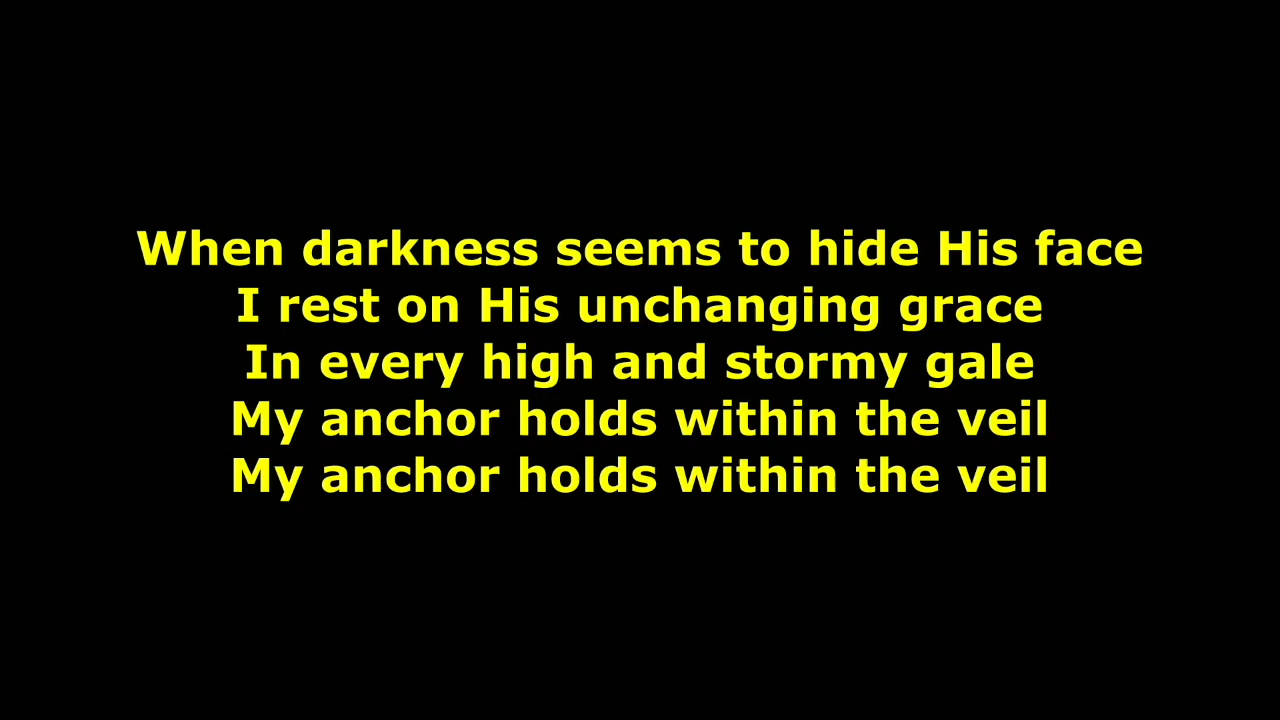 When darkness seems to hide His face
I rest on His unchanging grace
In every high and stormy gale
My anchor holds within the veil
My anchor holds within the veil